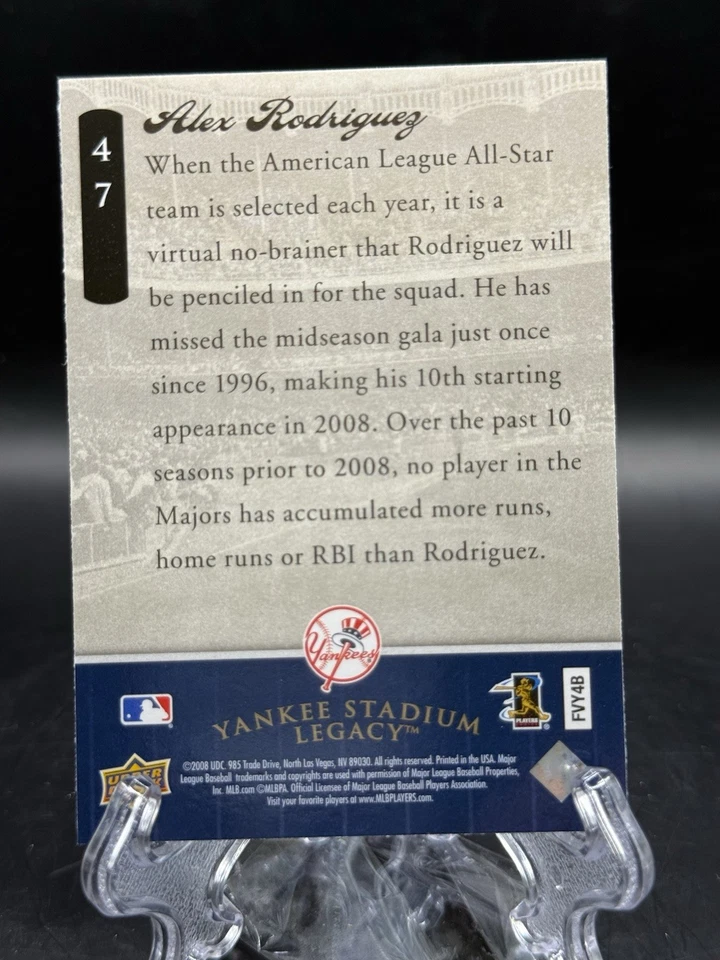 4
7
Alex Rodriguez
When the American League All-Star
team is selected each year, it is a
virtual no-brainer that Rodriguez will
be penciled in for the squad. He has
missed the midseason gala just once
since 1996, making his 10th starting
appearance in 2008. Over the past 10
seasons prior to 2008, no player in the
Majors has accumulated more runs,
home runs or RBI than Rodriguez.
Yankees
YANKEE STADIUM
LEGACY™
PLAYERS
FVY4B
UPPER
©2008 UDC. 985 Trade Drive, North Las Vegas, NV 89030. All rights reserved. Printed in the USA. Major
League Baseball trademarks and copyrights are used with permission of Major League Baseball Properties,
Inc. MLB.com ©MLBPA. Official Licensee of Major League Baseball Players Association.
Visit your favorite players at www.MLBPLAYERS.com.